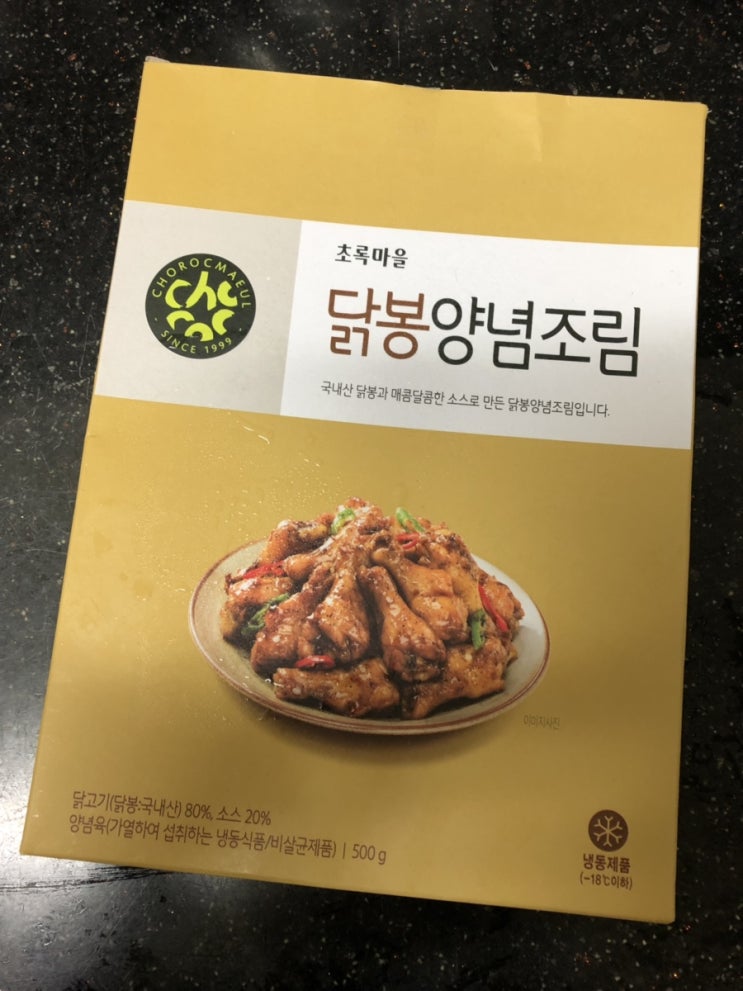 CHOROCMAEUL
SINCE 1999
초록마을
닭봉양념조림
국내산 닭봉과 매콤달콤한 소스로 만든 닭봉양념조림입니다.
이미지사진
닭고기(닭봉:국내산) 80%, 소스 20%
양념육(가열하여 섭취하는 냉동식품/비살균제품) | 500 g
냉동제품
(-18℃이하)